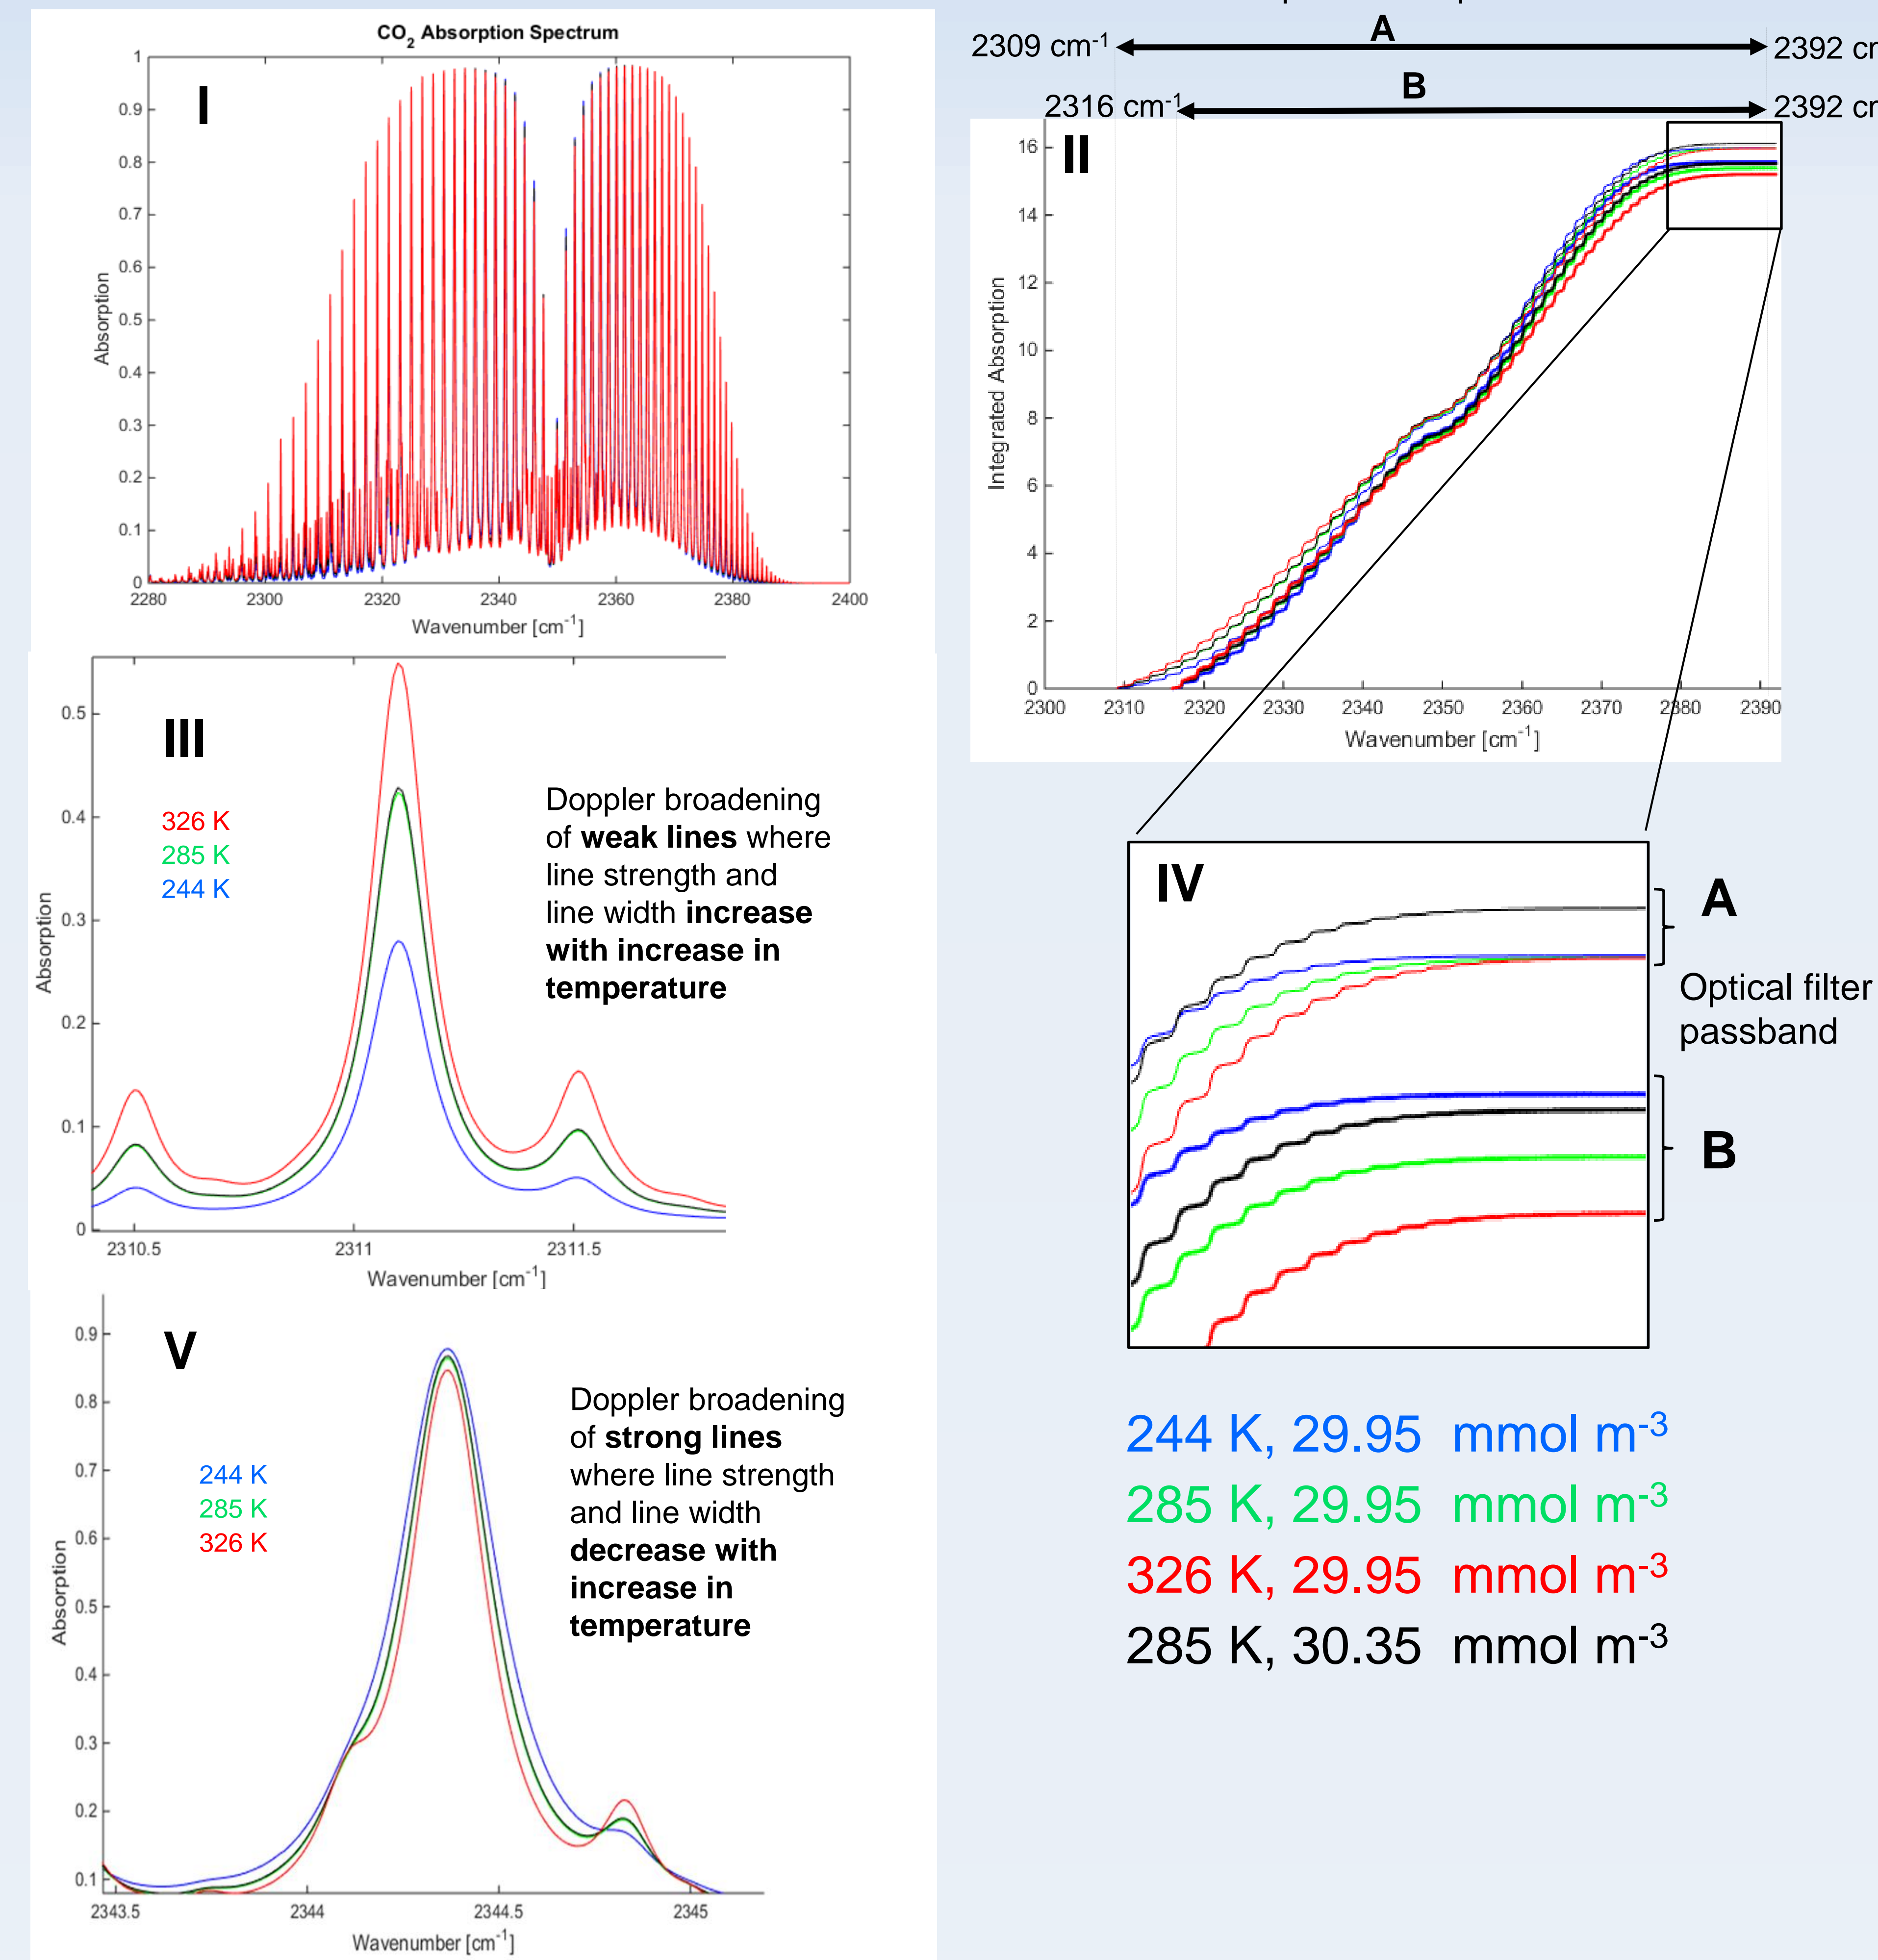 CO2 Absorption Spectrum
I
1
0.9
0.8
0.7
0.6
0.5
0.4
0.3
0.2
0.1
0
Absorption
2280 2300 2320 2340 2360 2380 2400
Wavenumber [cm-1]
A
2309 cm-1
B
2316 cm-1
II
16
14
12
10
8
6
4
2
0
Integrated Absorption
2300 2310 2320 2330 2340 2350 2360 2370 2380 2390
Wavenumber [cm-1]
III
0.5
0.4
0.3
0.2
0.1
0
Absorption
326 K
285 K
244 K
Doppler broadening
of weak lines where
line strength and
line width increase
with increase in
temperature
2310.5 2311 2311.5
Wavenumber [cm-1]
IV
A
Optical filter
passband
B
V
0.9
0.8
0.7
0.6
0.5
0.4
0.3
0.2
0.1
Absorption
244 K
285 K
326 K
Doppler broadening
of strong lines
where line strength
and line width
decrease with
increase in
temperature
2343.5 2344 2344.5 2345
Wavenumber [cm-1]
244 K, 29.95 mmol m-3
285 K, 29.95 mmol m-3
326 K, 29.95 mmol m-3
285 K, 30.35 mmol m-3